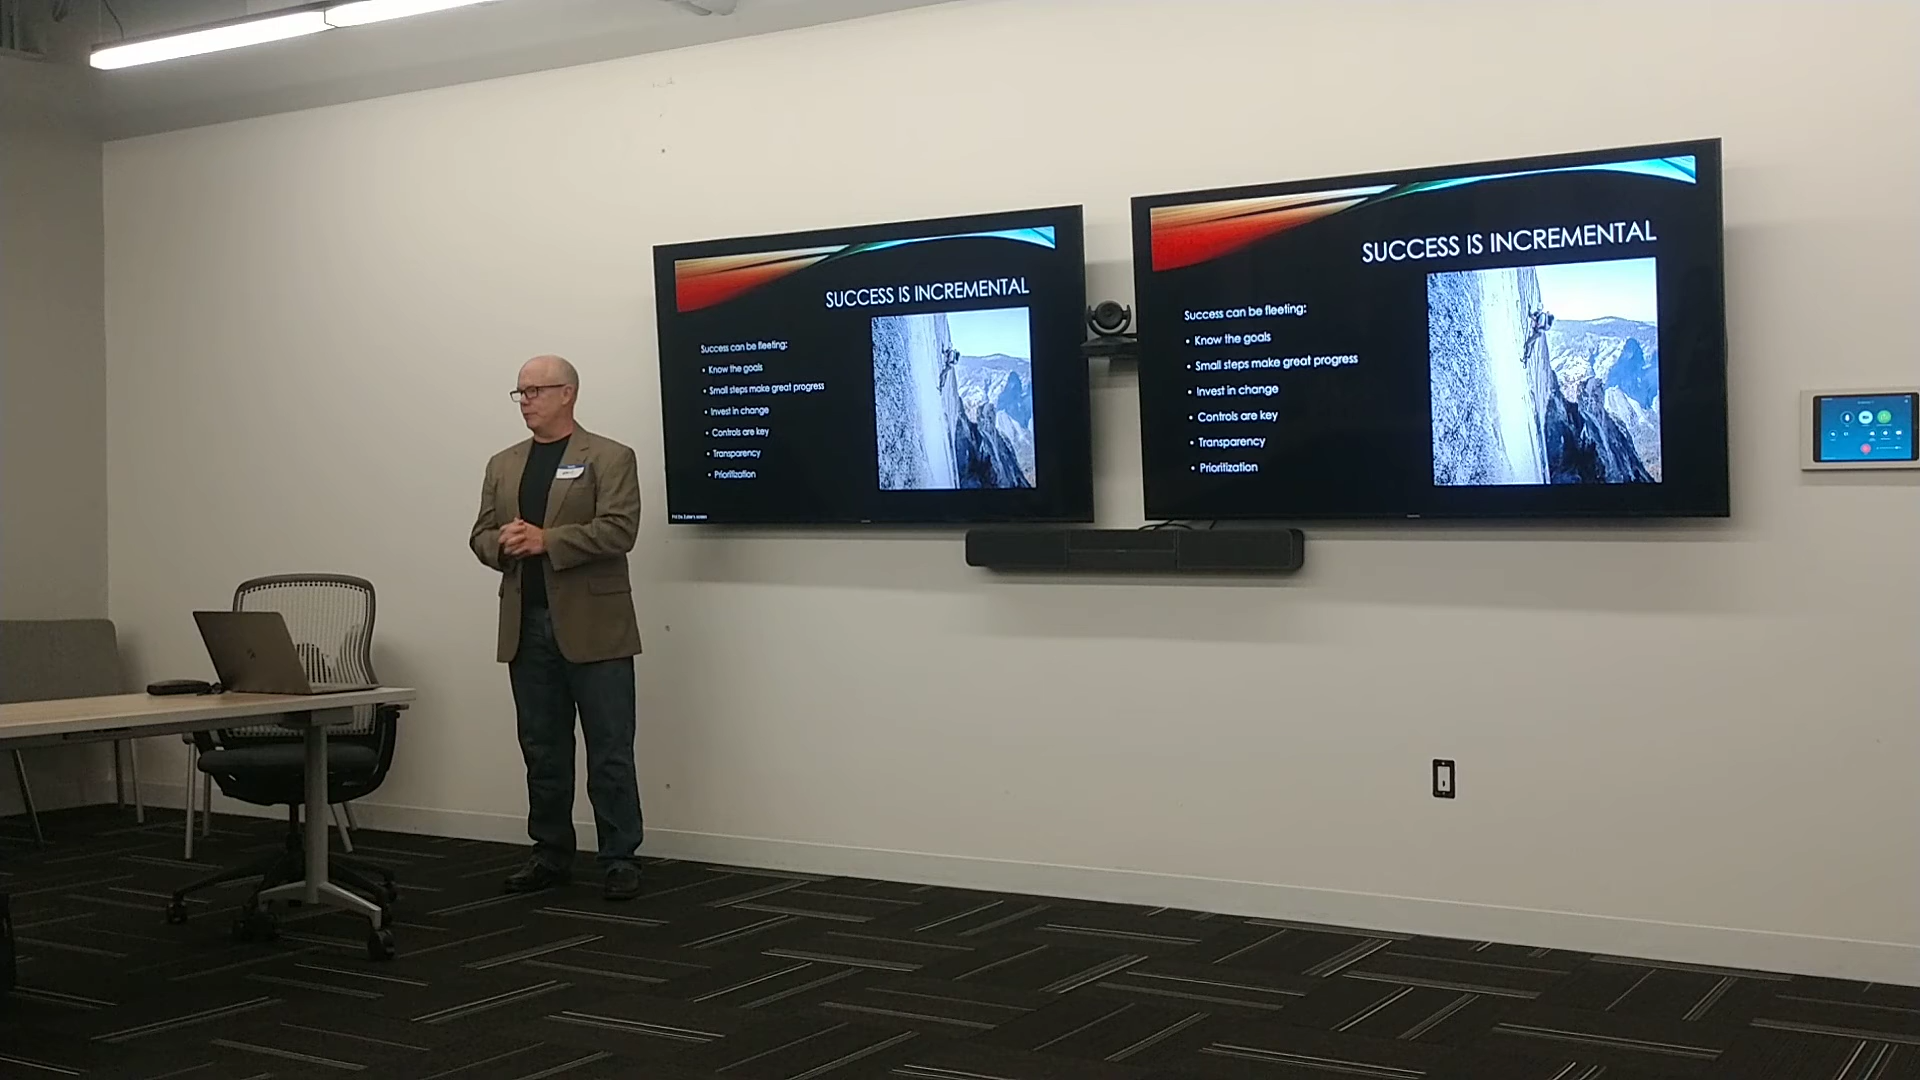 SUCCESS IS INCREMENTAL
Success can be fleeting:
• Know the goals
• Small steps make great progress
• Invest in change
• Controls are key
• Transparency
• Prioritization
SUCCESS IS INCREMENTAL
Success can be fleeting:
• Know the goals
• Small steps make great progress
• Invest in change
• Controls are key
• Transparency
• Prioritization